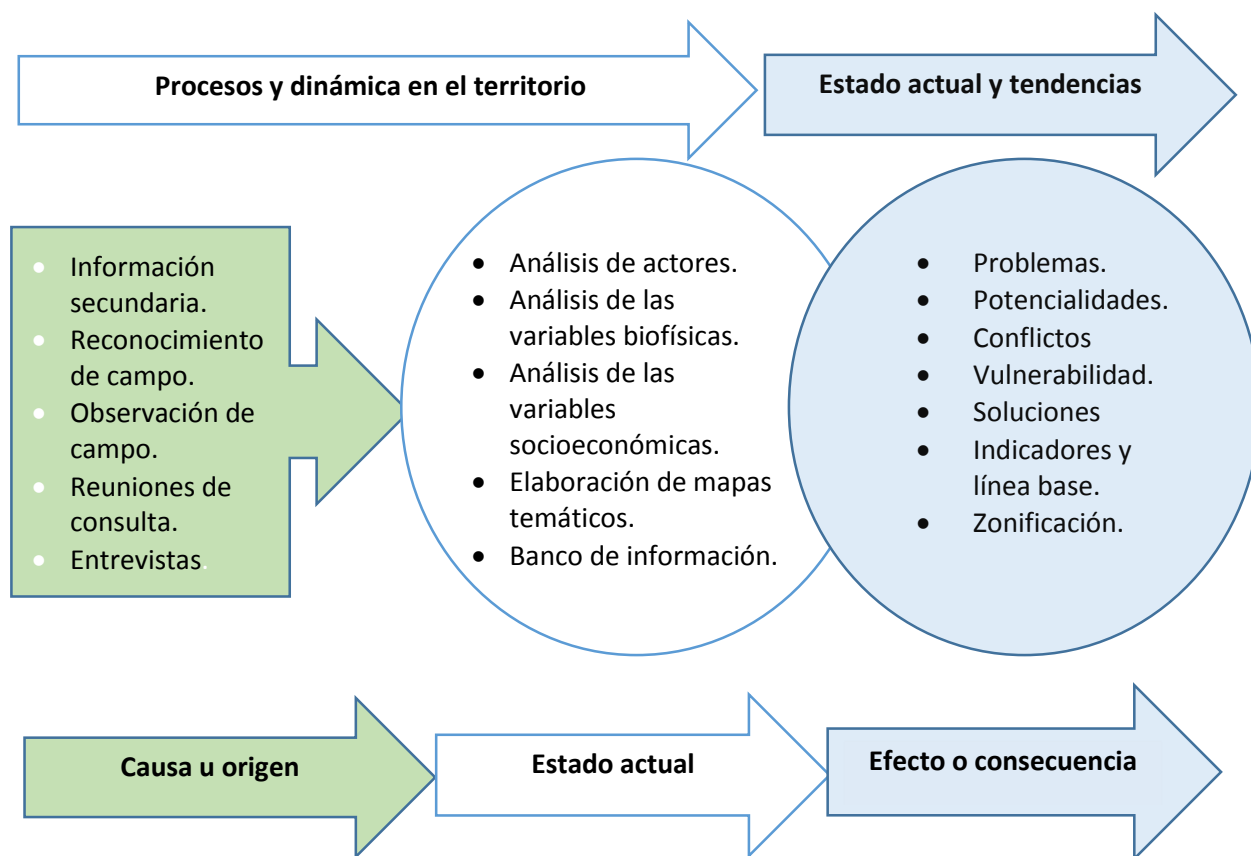 Procesos y dinámica en el territorio
Estado actual y tendencias
• Información
secundaria.
• Reconocimiento
de campo.
• Observación de
campo.
• Reuniones de
consulta.
• Entrevistas.
• Análisis de actores.
• Análisis de las
variables biofísicas.
• Análisis de las
variables
socioeconómicas.
• Elaboración de mapas
temáticos.
• Banco de información.
• Problemas.
• Potencialidades.
• Conflictos
• Vulnerabilidad.
• Soluciones
• Indicadores y
línea base.
• Zonificación.
Causa u origen
Estado actual
Efecto o consecuencia